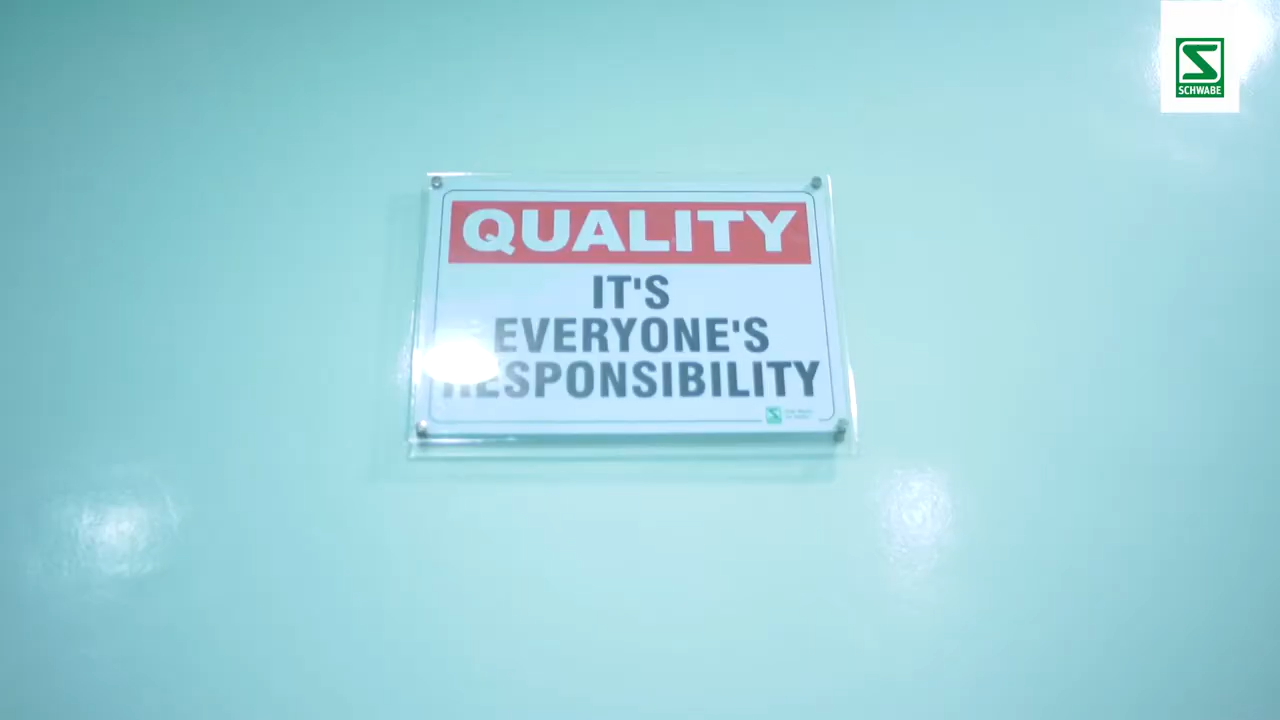 SCHWABE
QUALITY
IT'S
EVERYONE'S
RESPONSIBILITY